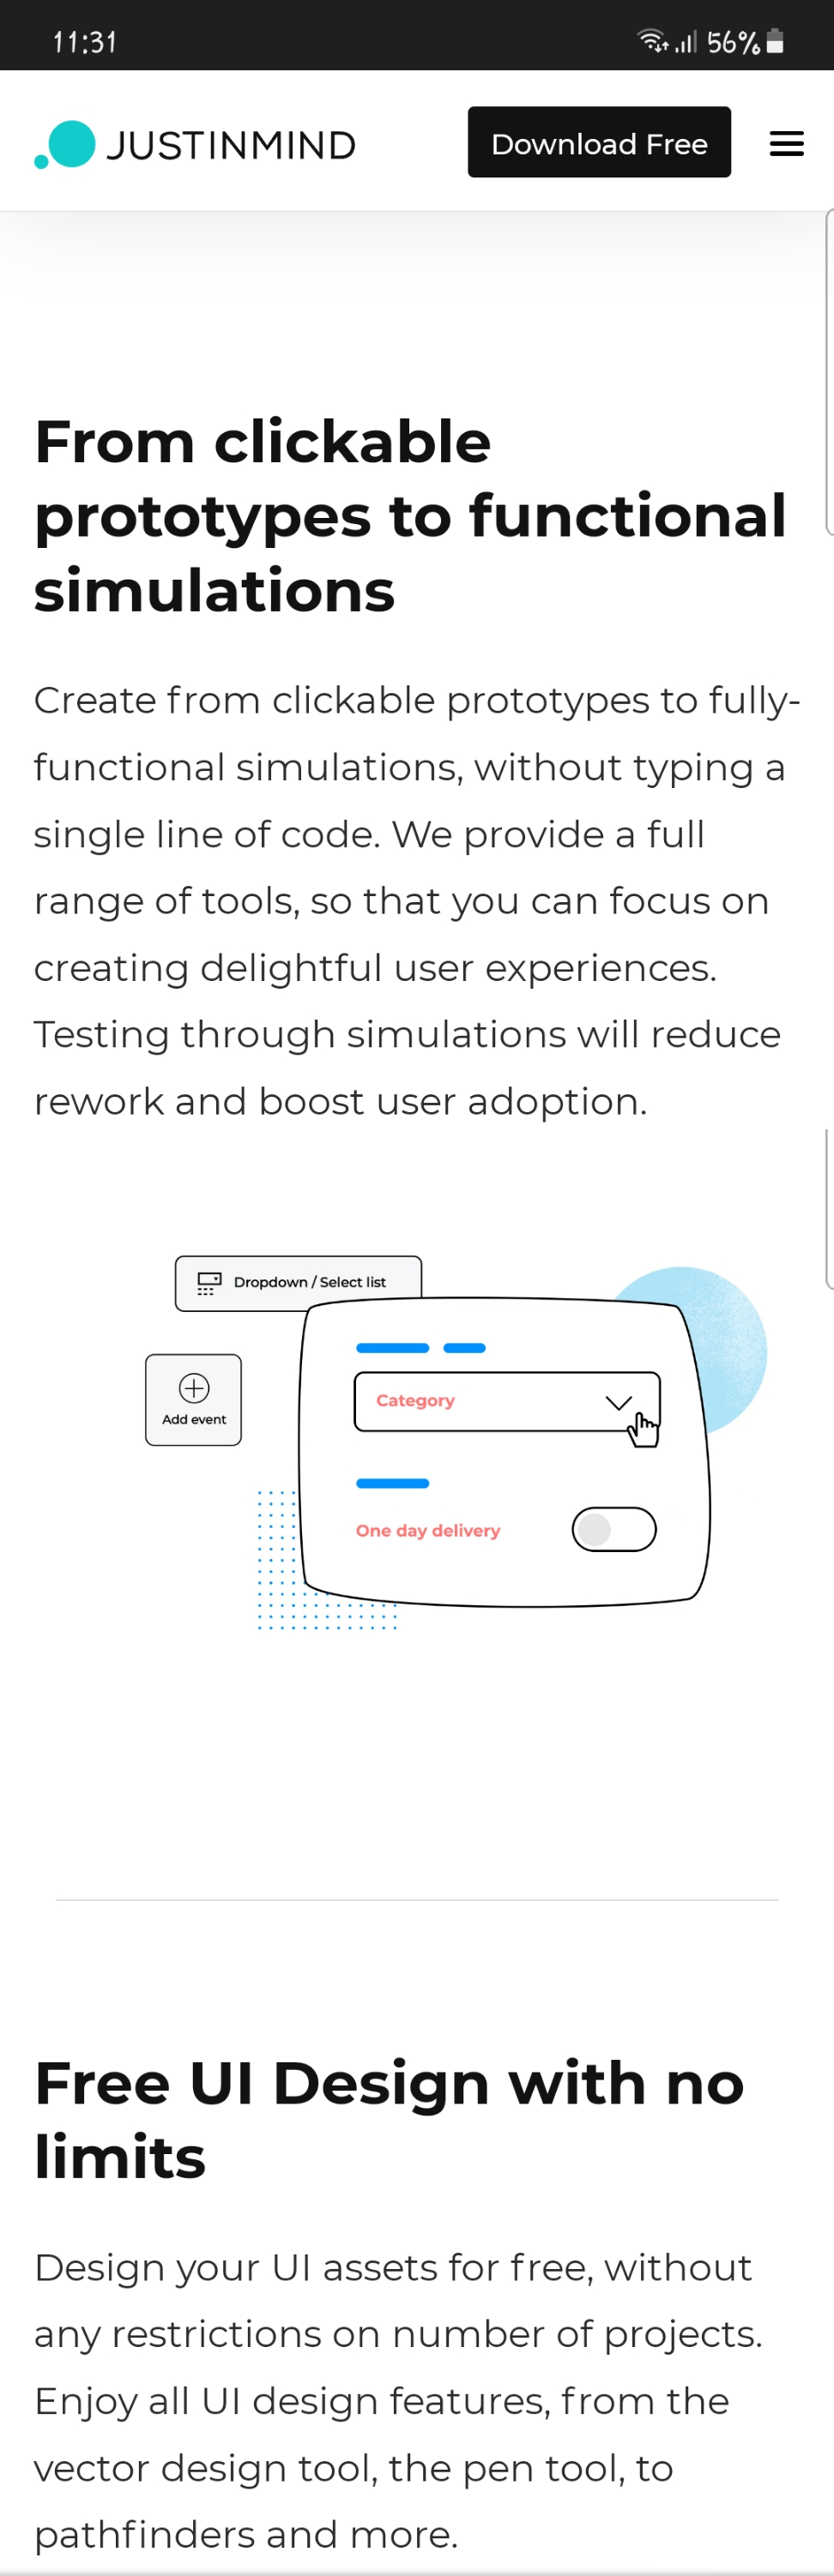 11:31
56%
JUSTINMIND
Download Free
From clickable
prototypes to functional
simulations
Create from clickable prototypes to fully-
functional simulations, without typing a
single line of code. We provide a full
range of tools, so that you can focus on
creating delightful user experiences.
Testing through simulations will reduce
rework and boost user adoption.
Dropdown / Select list
Add event
Category
One day delivery
Free UI Design with no
limits
Design your UI assets for free, without
any restrictions on number of projects.
Enjoy all UI design features, from the
vector design tool, the pen tool, to
pathfinders and more.